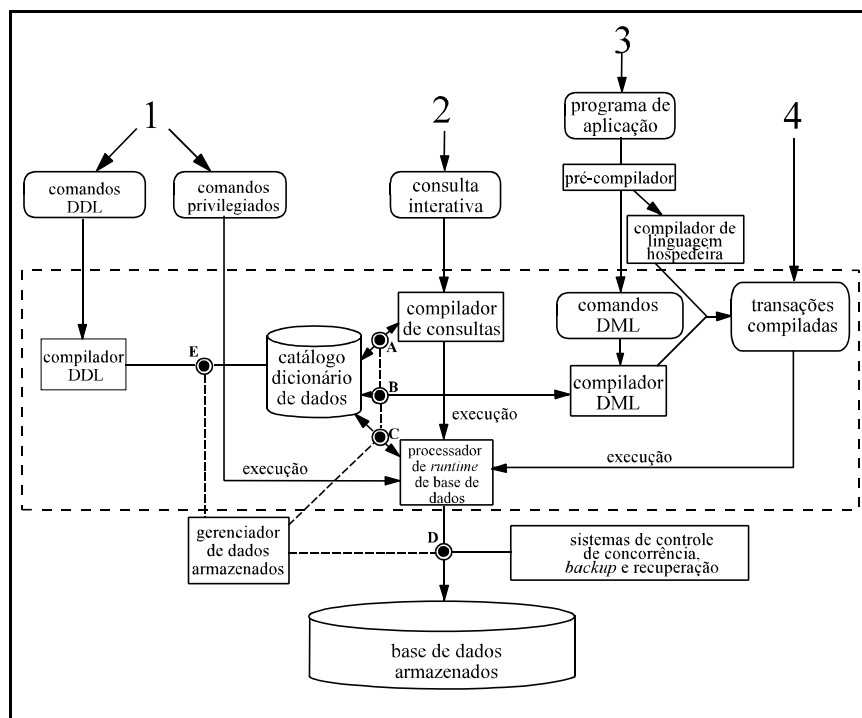 3
1
2
4
programa de
aplicação
comandos
DDL
comandos
privilegiados
consulta
interativa
pré-compilador
compilador de
linguagem
hospedeira
compilador
de consultas
comandos
DML
transações
compiladas
compilador
DDL
E
catálogo
dicionário
de dados
A
B
C
compilador
DML
execução
execução
execução
processador
de runtime
de base de
dados
gerenciador
de dados
armazenados
D
sistemas de controle
de concorrência,
backup e recuperação
base de dados
armazenados